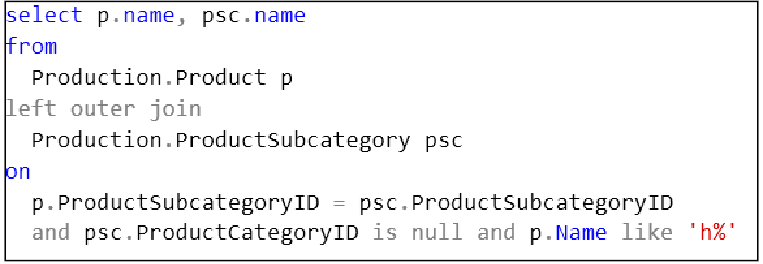 select p.name, psc.name
from
Production.Product p
left outer join
Production.ProductSubcategory psc
on
p.ProductSubcategoryID = psc.ProductSubcategoryID
and psc.ProductCategoryID is null and p.Name like 'h%'